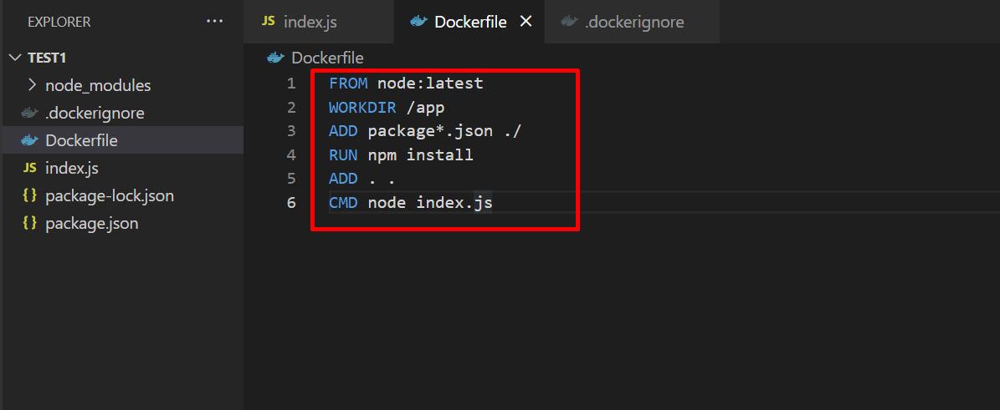 EXPLORER ...
TEST1
node_modules
.dockerignore
Dockerfile
JS index.js
{} package-lock.json
{} package.json
JS index.js Dockerfile × .dockerignore
Dockerfile
1 FROM node:latest
2 WORKDIR /app
3 ADD package*.json ./
4 RUN npm install
5 ADD . .
6 CMD node index.js